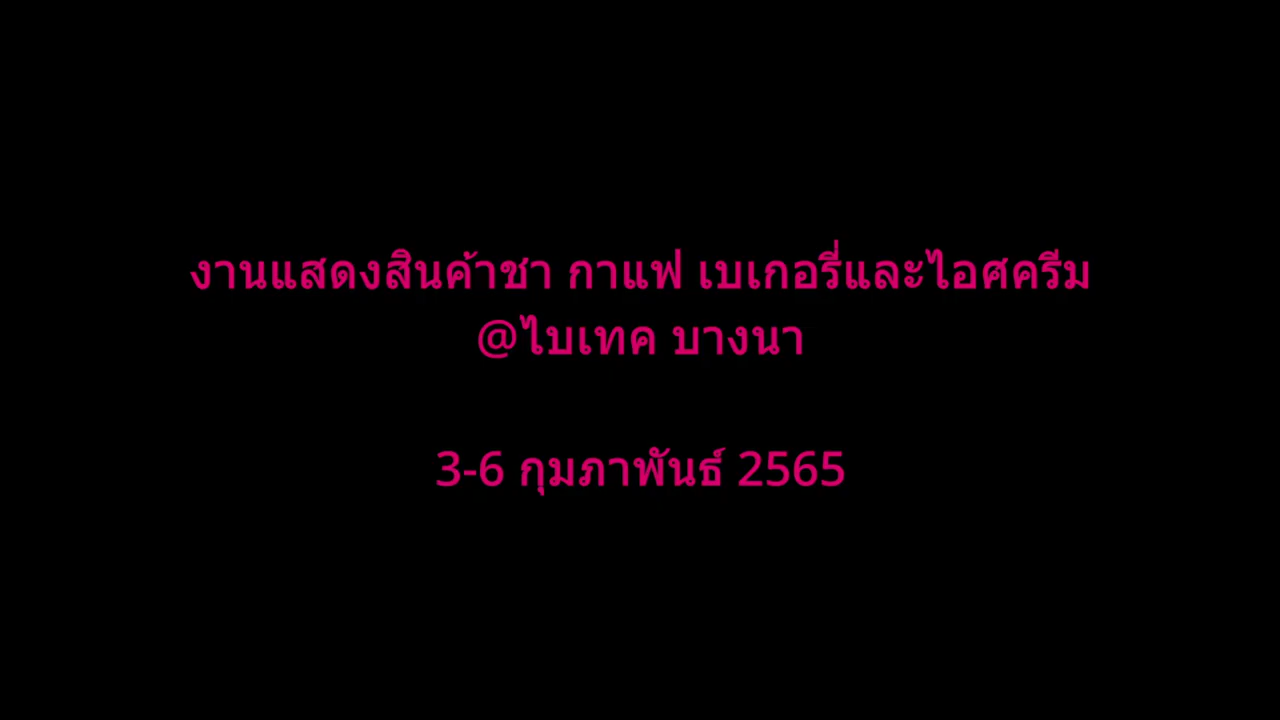 งานแสดงสินค้าชา กาแฟ เบเกอรี่และไอศครีม
@ไบเทค บางนา
3-6 กุมภาพันธ์ 2565